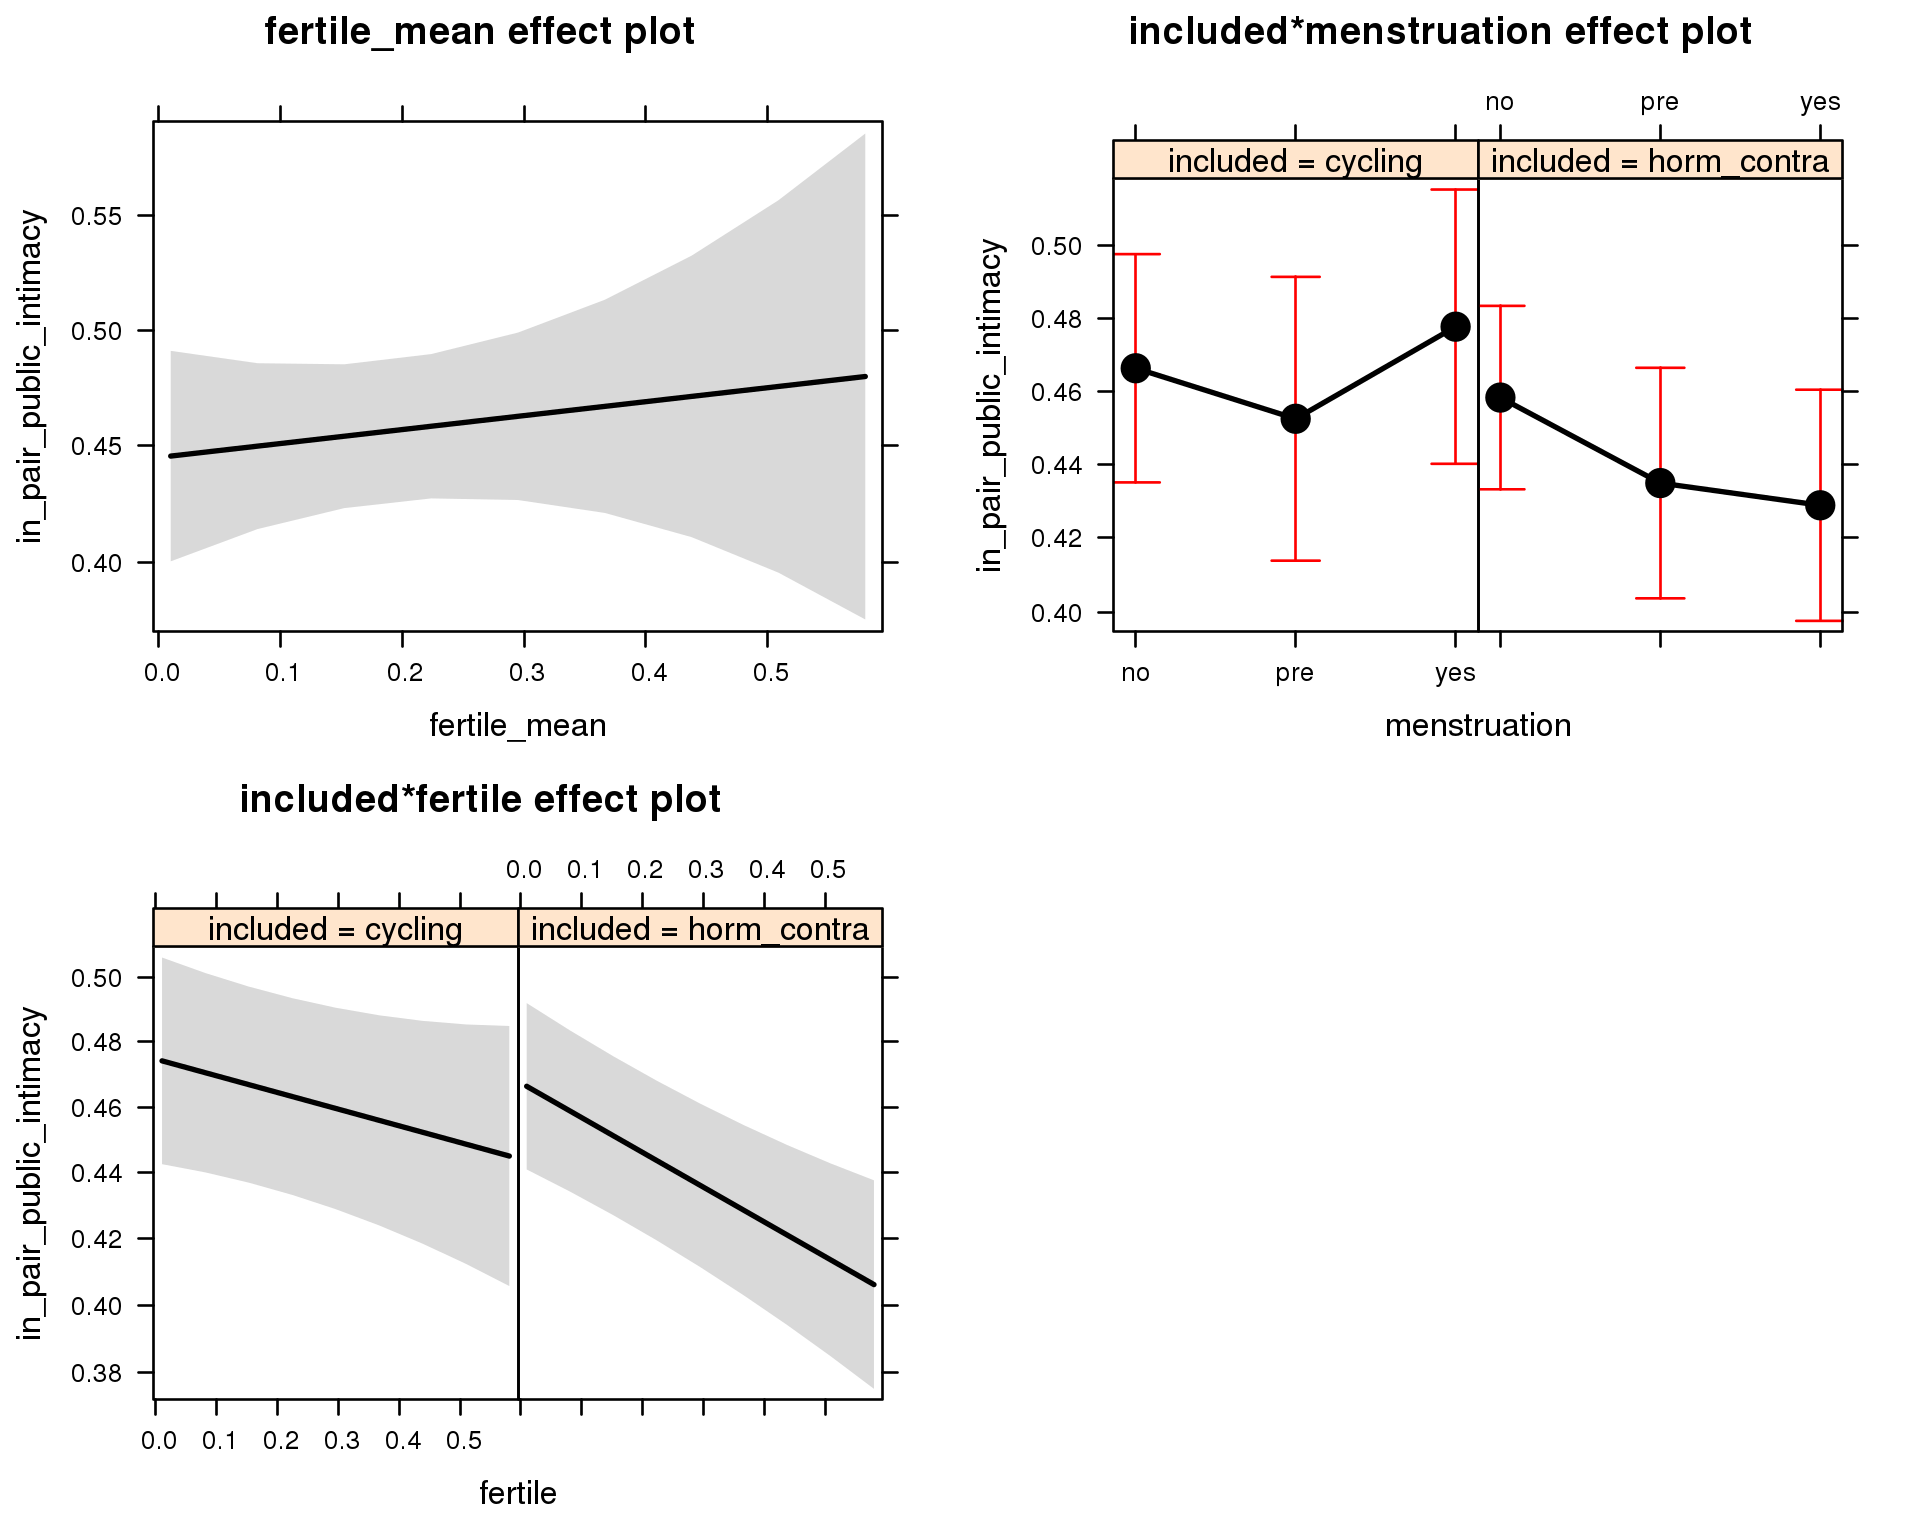 fertile_mean effect plot
in_pair_public_intimacy
0.55
0.50
0.45
0.40
0.0 0.1 0.2 0.3 0.4 0.5
fertile_mean
included*menstruation effect plot
no pre yes
included = cycling included = horm_contra
in_pair_public_intimacy
0.50
0.48
0.46
0.44
0.42
0.40
no pre yes
menstruation
included*fertile effect plot
0.0 0.1 0.2 0.3 0.4 0.5
included = cycling included = horm_contra
in_pair_public_intimacy
0.50
0.48
0.46
0.44
0.42
0.40
0.38
0.0 0.1 0.2 0.3 0.4 0.5
fertile